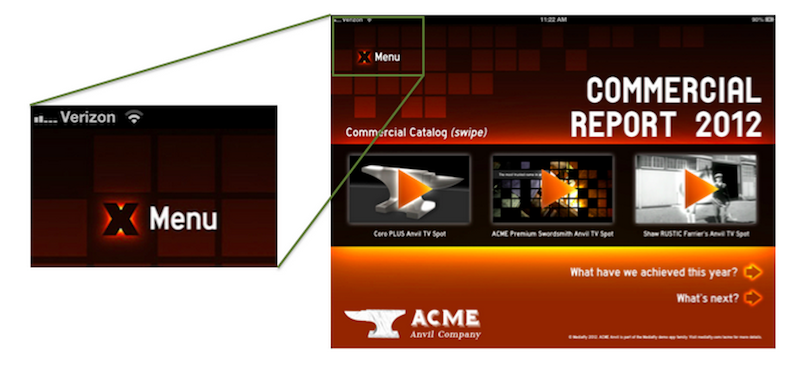 Verizon
Menu
Verizon 11:22 AM 90%
Menu
COMMERCIAL
REPORT 2012
Commercial Catalog (swipe)
Coro PLUS Anvil TV Spot
ACME Premium Swordsmith Anvil TV Spot
Shaw RUSTIC Farrier's Anvil TV Spot
What have we achieved this year?
What's next?
ACME
Anvil Company